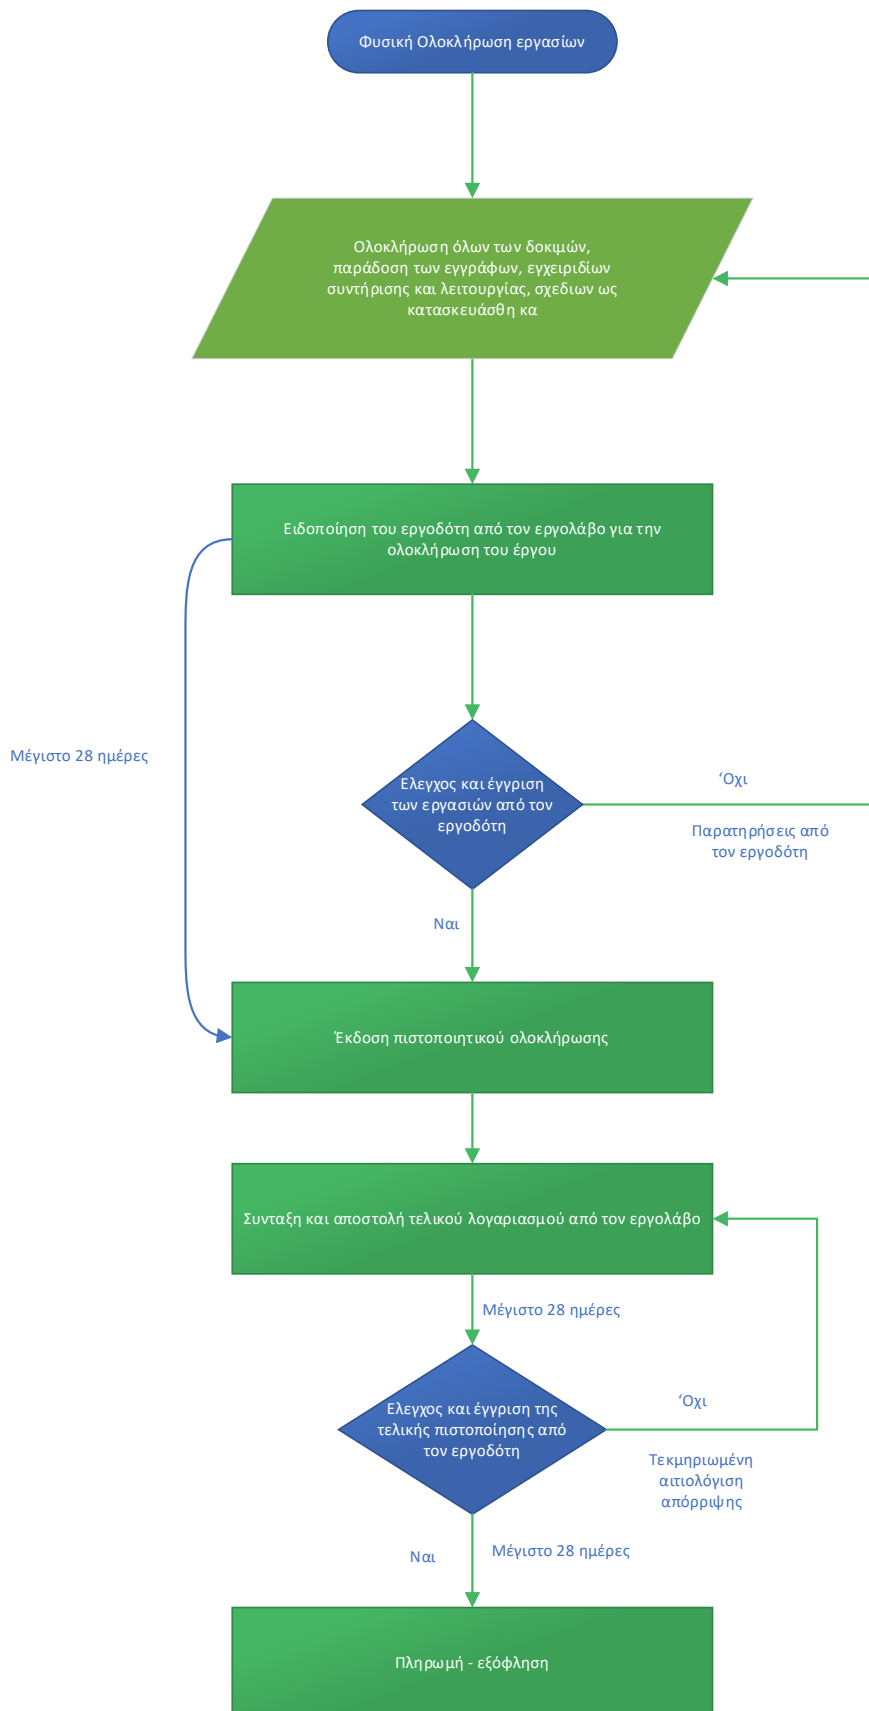 Φυσική Ολοκλήρωση εργασίων
Ολοκλήρωση όλων των δοκιμών,
παράδοση των εγγράφων, εγχειριδίων
συντήρισης και λειτουργίας, σχεδιων ως
κατασκευάσθη κα
Ειδοποίηση του εργοδότη από τον εργολάβο για την
ολοκλήρωση του έργου
Μέγιστο 28 ημέρες
Ελεγχος και έγγριση
των εργασιών από τον
εργοδότη
‘Οχι
Παρατηρήσεις από
τον εργοδότη
Ναι
Έκδοση πιστοποιητικού ολοκλήρωσης
Συνταξη και αποστολή τελικού λογαριασμού από τον εργολάβο
Μέγιστο 28 ημέρες
Ελεγχος και έγγριση της
τελικής πιστοποίησης από
τον εργοδότη
‘Οχι
Τεκμηριωμένη
αιτιολόγιση
απόρριψης
Ναι
Μέγιστο 28 ημέρες
Πληρωμή - εξόφληση